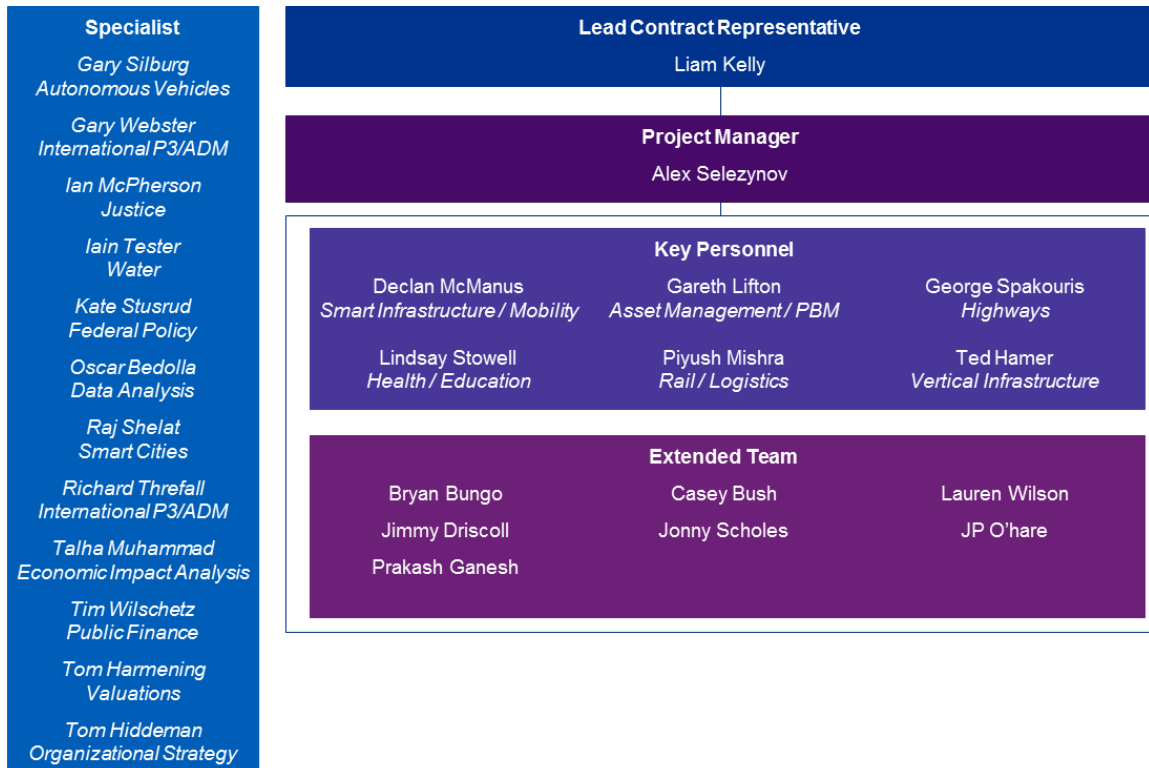 Specialist
Gary Silburg
Autonomous Vehicles
Gary Webster
International P3/ADM
Ian McPherson
Justice
Iain Tester
Water
Kate Stusrud
Federal Policy
Oscar Bedolla
Data Analysis
Raj Shelat
Smart Cities
Richard Threfall
International P3/ADM
Talha Muhammad
Economic Impact Analysis
Tim Wilschetz
Public Finance
Tom Harmening
Valuations
Tom Hiddeman
Organizational Strategy
Lead Contract Representative
Liam Kelly
Project Manager
Alex Selezynov
Key Personnel
Declan McManus
Smart Infrastructure / Mobility
Gareth Lifton
Asset Management / PBM
George Spakouris
Highways
Lindsay Stowell
Health / Education
Piyush Mishra
Rail / Logistics
Ted Hamer
Vertical Infrastructure
Extended Team
Bryan Bungo
Casey Bush
Lauren Wilson
Jimmy Driscoll
Jonny Scholes
JP O’hare
Prakash Ganesh